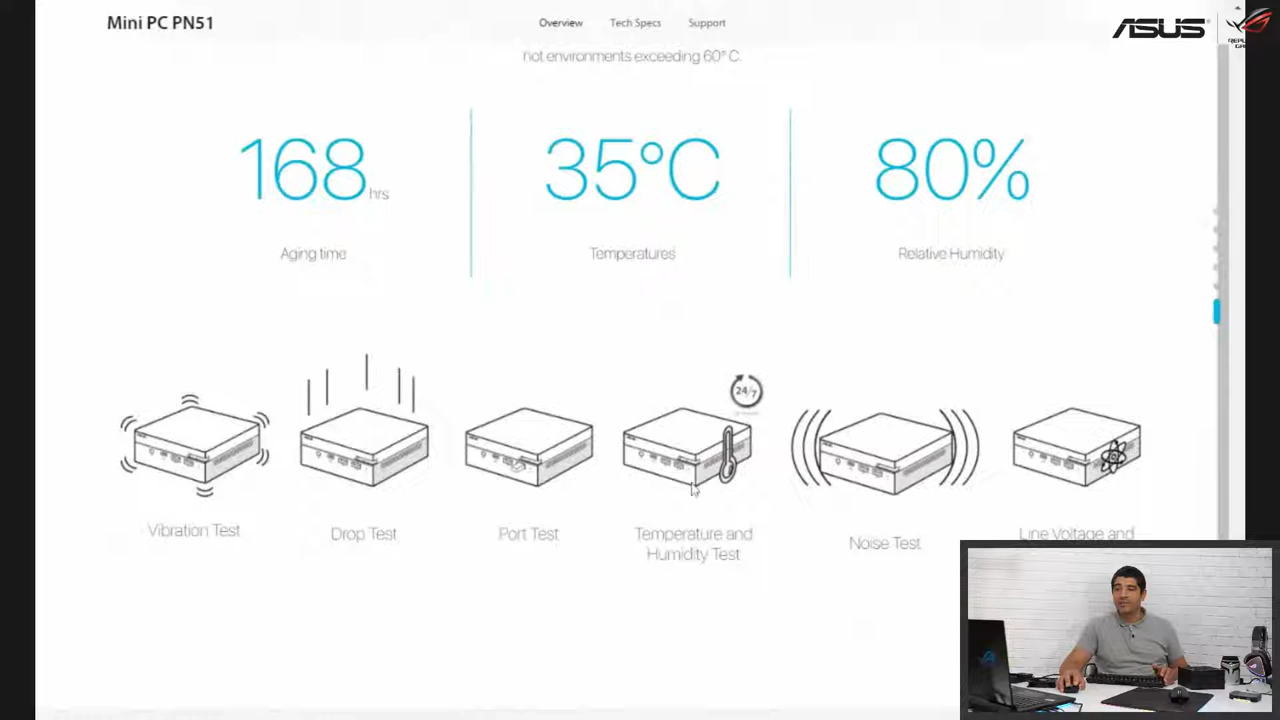 Mini PC PN51
Overview
Tech Specs
Support
ASUS
not environments exceeding 60° C.
168 hrs
35°C
80%
Aging time
Temperatures
Relative Humidity
24/7
Vibration Test
Drop Test
Port Test
Temperature and
Humidity Test
Noise Test
Line Voltage and